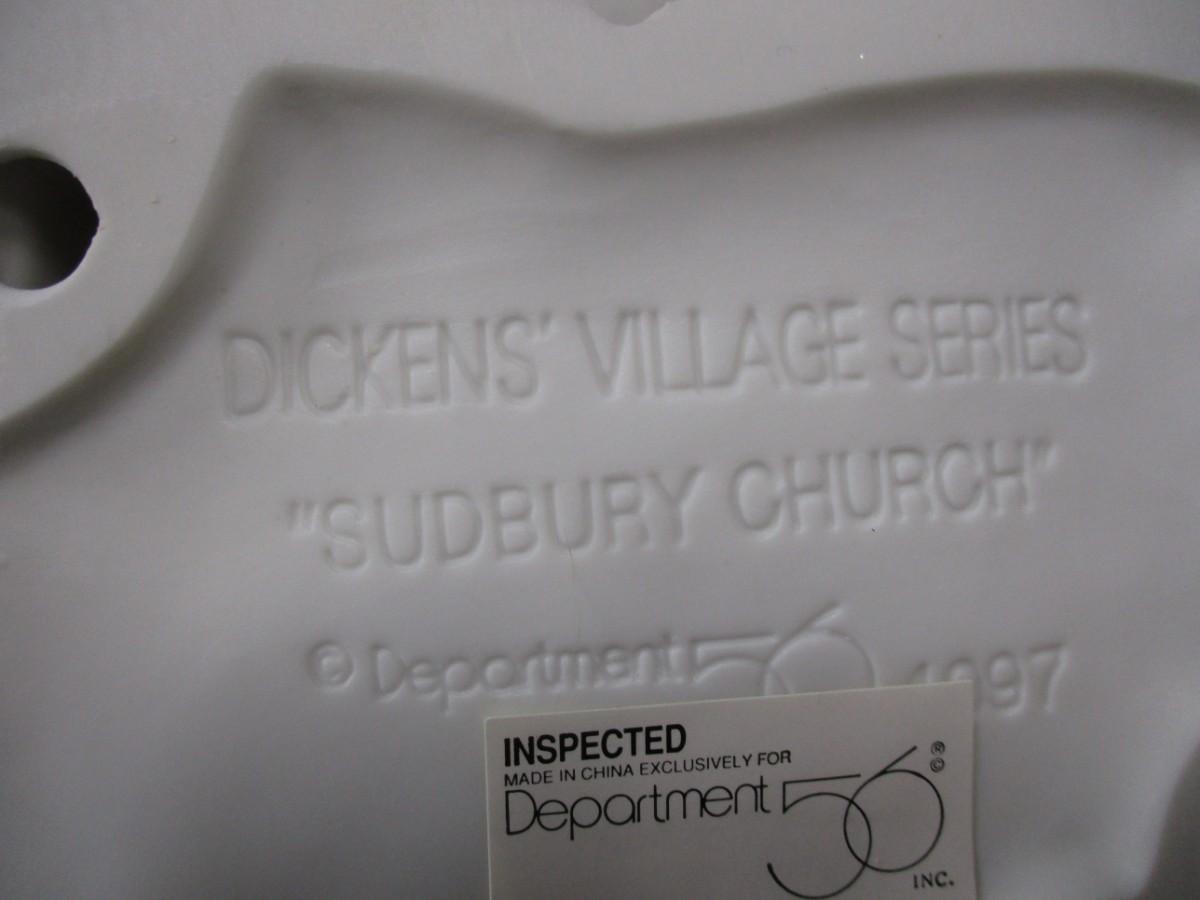 DICKENS' VILLAGE SERIES
"SUDBURY CHURCH"
© Department 56 1997
INSPECTED
MADE IN CHINA EXCLUSIVELY FOR
Department 56 ® ©
INC.